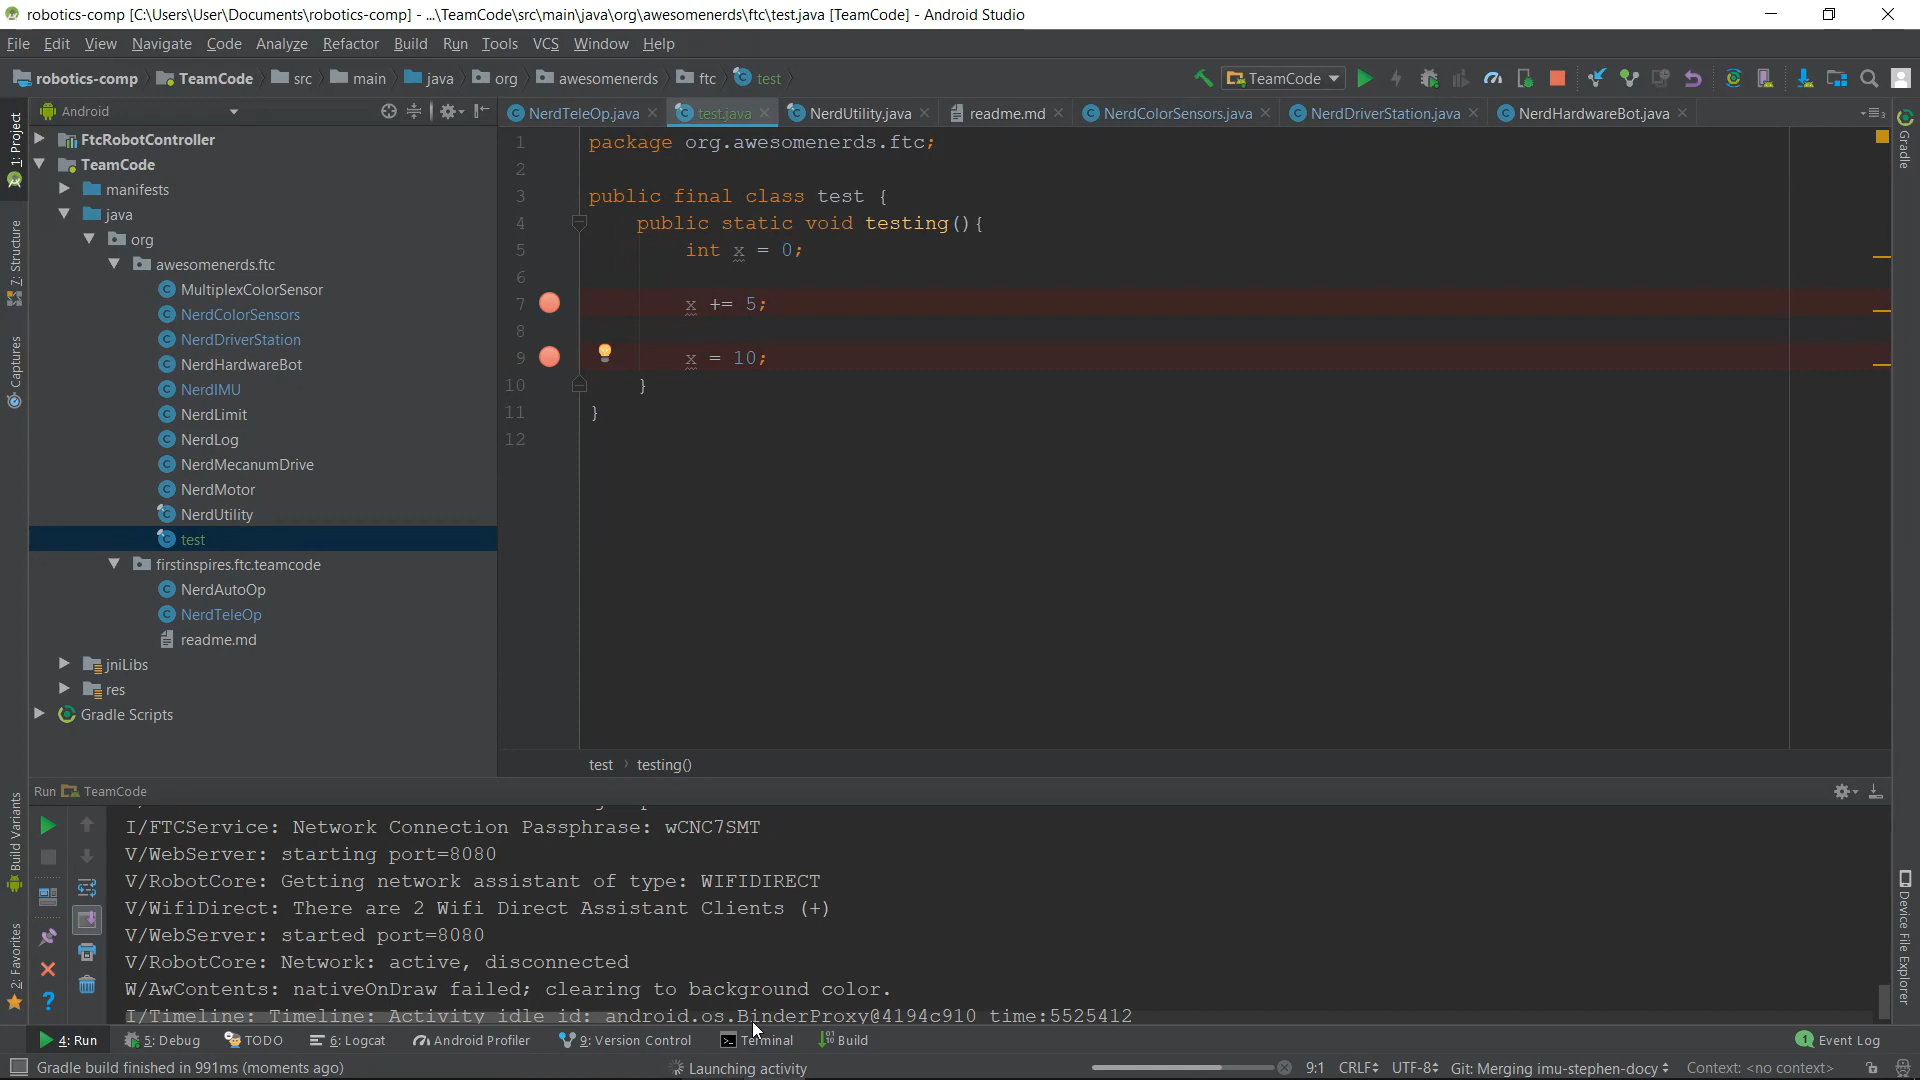 robotics-comp [C:\Users\User\Documents\robotics-comp] - ...\TeamCode\src\main\java\org\awesomenerds\ftc\test.java [TeamCode] - Android Studio
File Edit View Navigate Code Analyze Refactor Build Run Tools VCS Window Help
robotics-comp TeamCode src main java org awesomenerds ftc test TeamCode
Android NerdTeleOp.java test.java NerdUtility.java readme.md NerdColorSensors.java NerdDriverStation.java NerdHardwareBot.java
1: Project
7: Structure
Captures
Build Variants
2: Favorites
FtcRobotController
TeamCode
manifests
java
org
awesomenerds.ftc
MultiplexColorSensor
NerdColorSensors
NerdDriverStation
NerdHardwareBot
NerdIMU
NerdLimit
NerdLog
NerdMecanumDrive
NerdMotor
NerdUtility
test
firstinspires.ftc.teamcode
NerdAutoOp
NerdTeleOp
readme.md
jniLibs
res
Gradle Scripts
1 package org.awesomenerds.ftc;
2
3 public final class test {
4 public static void testing(){
5 int x = 0;
6
7 x += 5;
8
9 x = 10;
10 }
11 }
12
test testing()
Gradle
Device File Explorer
Run TeamCode
I/FTCService: Network Connection Passphrase: wCNC7SMT
V/WebServer: starting port=8080
V/RobotCore: Getting network assistant of type: WIFIDIRECT
V/WifiDirect: There are 2 Wifi Direct Assistant Clients (+)
V/WebServer: started port=8080
V/RobotCore: Network: active, disconnected
W/AwContents: nativeOnDraw failed; clearing to background color.
I/Timeline: Timeline: Activity_idle id: android.os.BinderProxy@4194c910 time:5525412
4: Run 5: Debug TODO 6: Logcat Android Profiler 9: Version Control Terminal Build 1 Event Log
Gradle build finished in 991ms (moments ago) Launching activity 9:1 CRLF UTF-8 Git: Merging imu-stephen-docy Context: <no context>